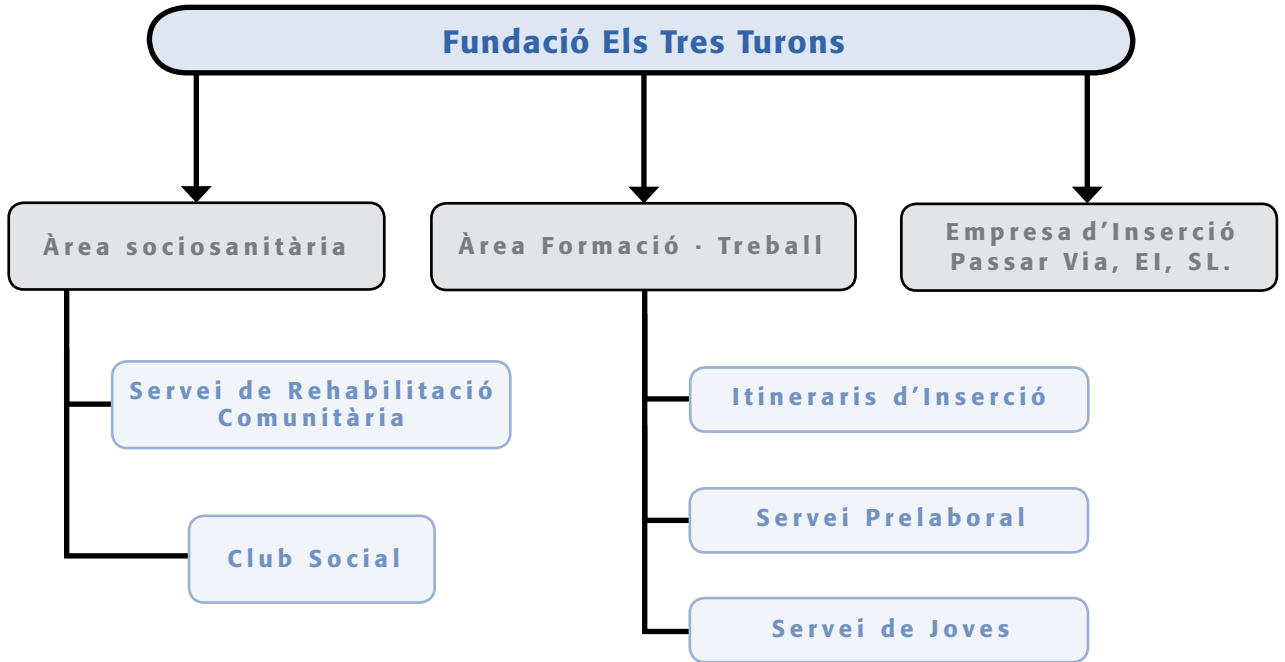 Fundació Els Tres Turons
Àrea sociosanitària
Àrea Formació · Treball
Empresa d'Inserció
Passar Via, EI, SL.
Servei de Rehabilitació
Comunitària
Club Social
Itineraris d'Inserció
Servei Prelaboral
Servei de Joves